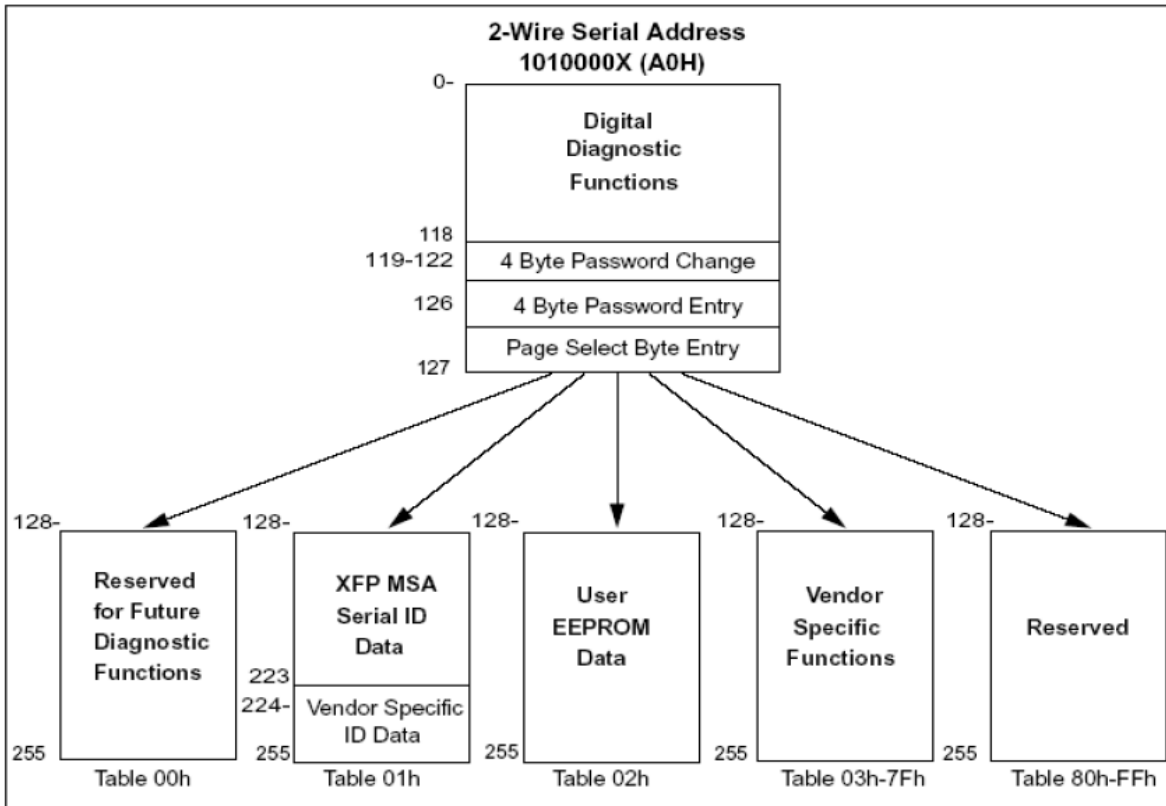 2-Wire Serial Address
1010000X (A0H)
0-
Digital
Diagnostic
Functions
118
119-122
4 Byte Password Change
126
4 Byte Password Entry
Page Select Byte Entry
127
128-
Reserved
for Future
Diagnostic
Functions
255
Table 00h
128-
XFP MSA
Serial ID
Data
223
224-
Vendor Specific
ID Data
255
Table 01h
128-
User
EEPROM
Data
255
Table 02h
128-
Vendor
Specific
Functions
255
Table 03h-7Fh
128-
Reserved
255
Table 80h-FFh